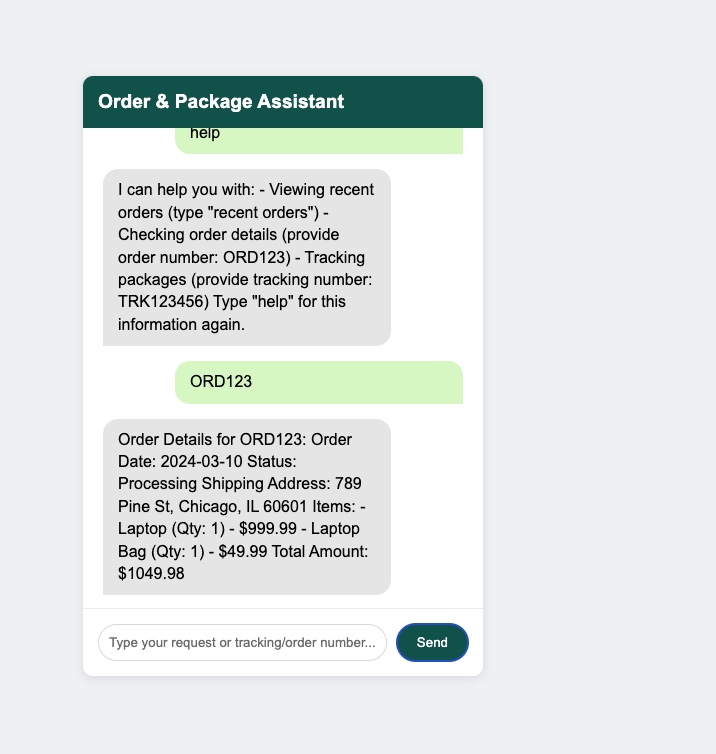 Order & Package Assistant
help
I can help you with: - Viewing recent
orders (type "recent orders") -
Checking order details (provide
order number: ORD123) - Tracking
packages (provide tracking number:
TRK123456) Type "help" for this
information again.
ORD123
Order Details for ORD123: Order
Date: 2024-03-10 Status:
Processing Shipping Address: 789
Pine St, Chicago, IL 60601 Items: -
Laptop (Qty: 1) - $999.99 - Laptop
Bag (Qty: 1) - $49.99 Total Amount:
$1049.98
Type your request or tracking/order number...
Send